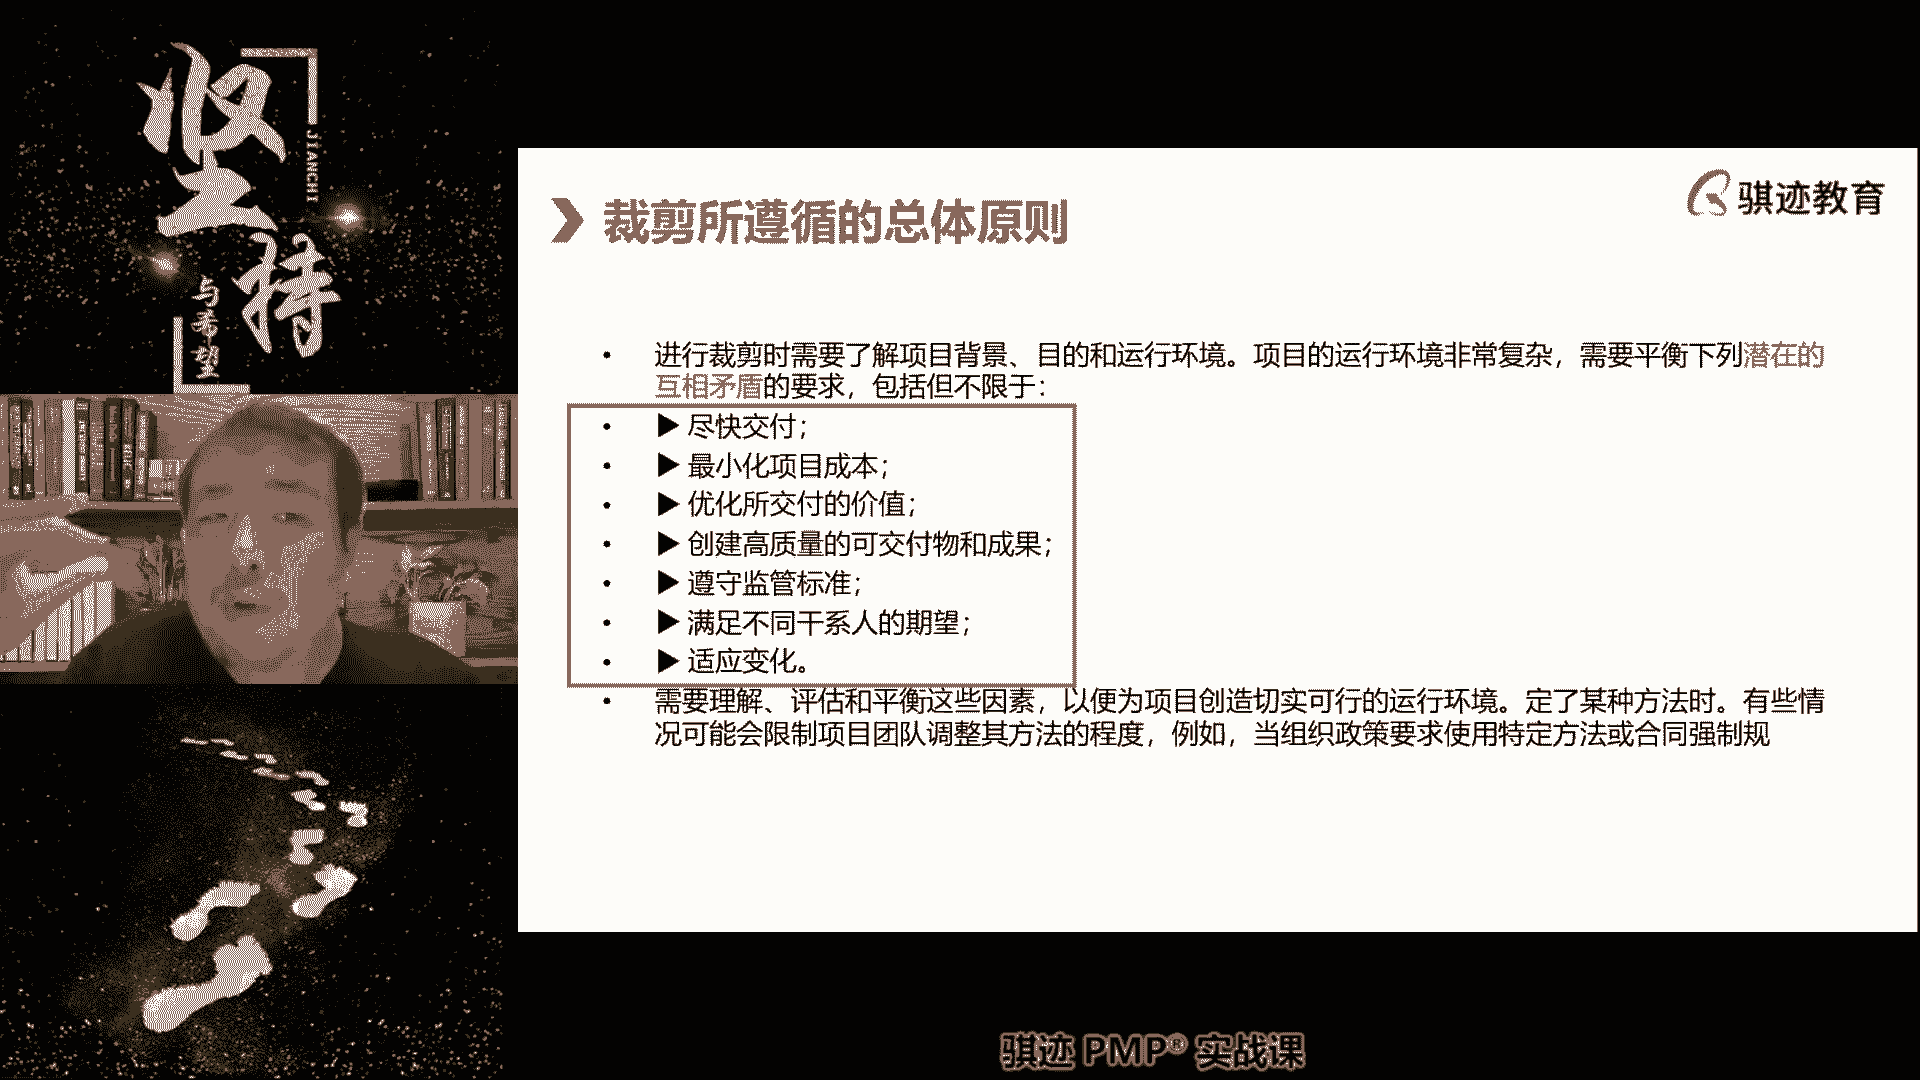 坚持
JIANCHI
与希望
骐迹教育
裁剪所遵循的总体原则
• 进行裁剪时需要了解项目背景、目的和运行环境。项目的运行环境非常复杂，需要平衡下列潜在的
互相矛盾的要求，包括但不限于：
• ▶ 尽快交付；
• ▶ 最小化项目成本；
• ▶ 优化所交付的价值；
• ▶ 创建高质量的可交付物和成果；
• ▶ 遵守监管标准；
• ▶ 满足不同干系人的期望；
• ▶ 适应变化。
• 需要理解、评估和平衡这些因素，以便为项目创造切实可行的运行环境。定了某种方法时。有些情
况可能会限制项目团队调整其方法的程度，例如，当组织政策要求使用特定方法或合同强制规
骐迹 PMP® 实战课